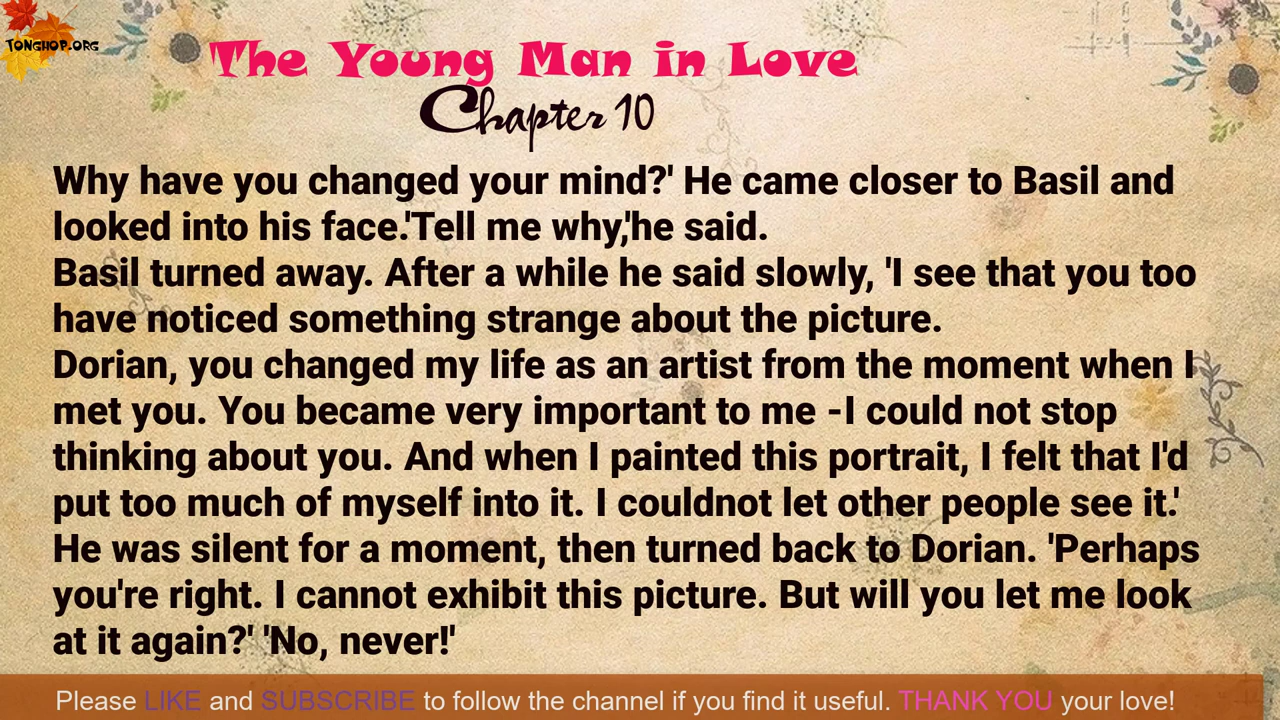 TONGHOP.ORG
The Young Man in Love
Chapter 10
Why have you changed your mind?' He came closer to Basil and
looked into his face.'Tell me why,'he said.
Basil turned away. After a while he said slowly, 'I see that you too
have noticed something strange about the picture.
Dorian, you changed my life as an artist from the moment when I
met you. You became very important to me -I could not stop
thinking about you. And when I painted this portrait, I felt that I'd
put too much of myself into it. I couldnot let other people see it.'
He was silent for a moment, then turned back to Dorian. 'Perhaps
you're right. I cannot exhibit this picture. But will you let me look
at it again?' 'No, never!'
Please LIKE and SUBSCRIBE to follow the channel if you find it useful. THANK YOU your love!